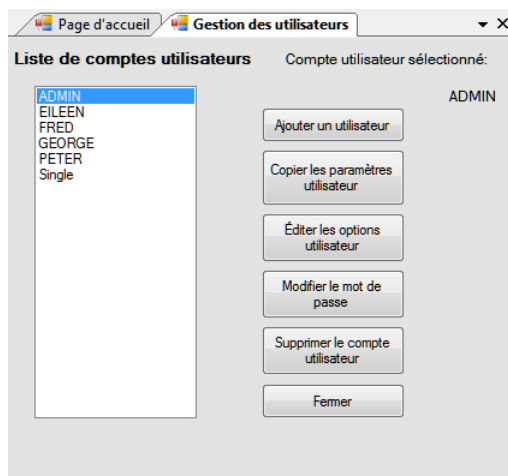 Page d'accueil
Gestion des utilisateurs
Liste de comptes utilisateurs
Compte utilisateur sélectionné:
ADMIN
ADMIN
EILEEN
FRED
GEORGE
PETER
Single
Ajouter un utilisateur
Copier les paramètres
utilisateur
Éditer les options
utilisateur
Modifier le mot de
passe
Supprimer le compte
utilisateur
Fermer